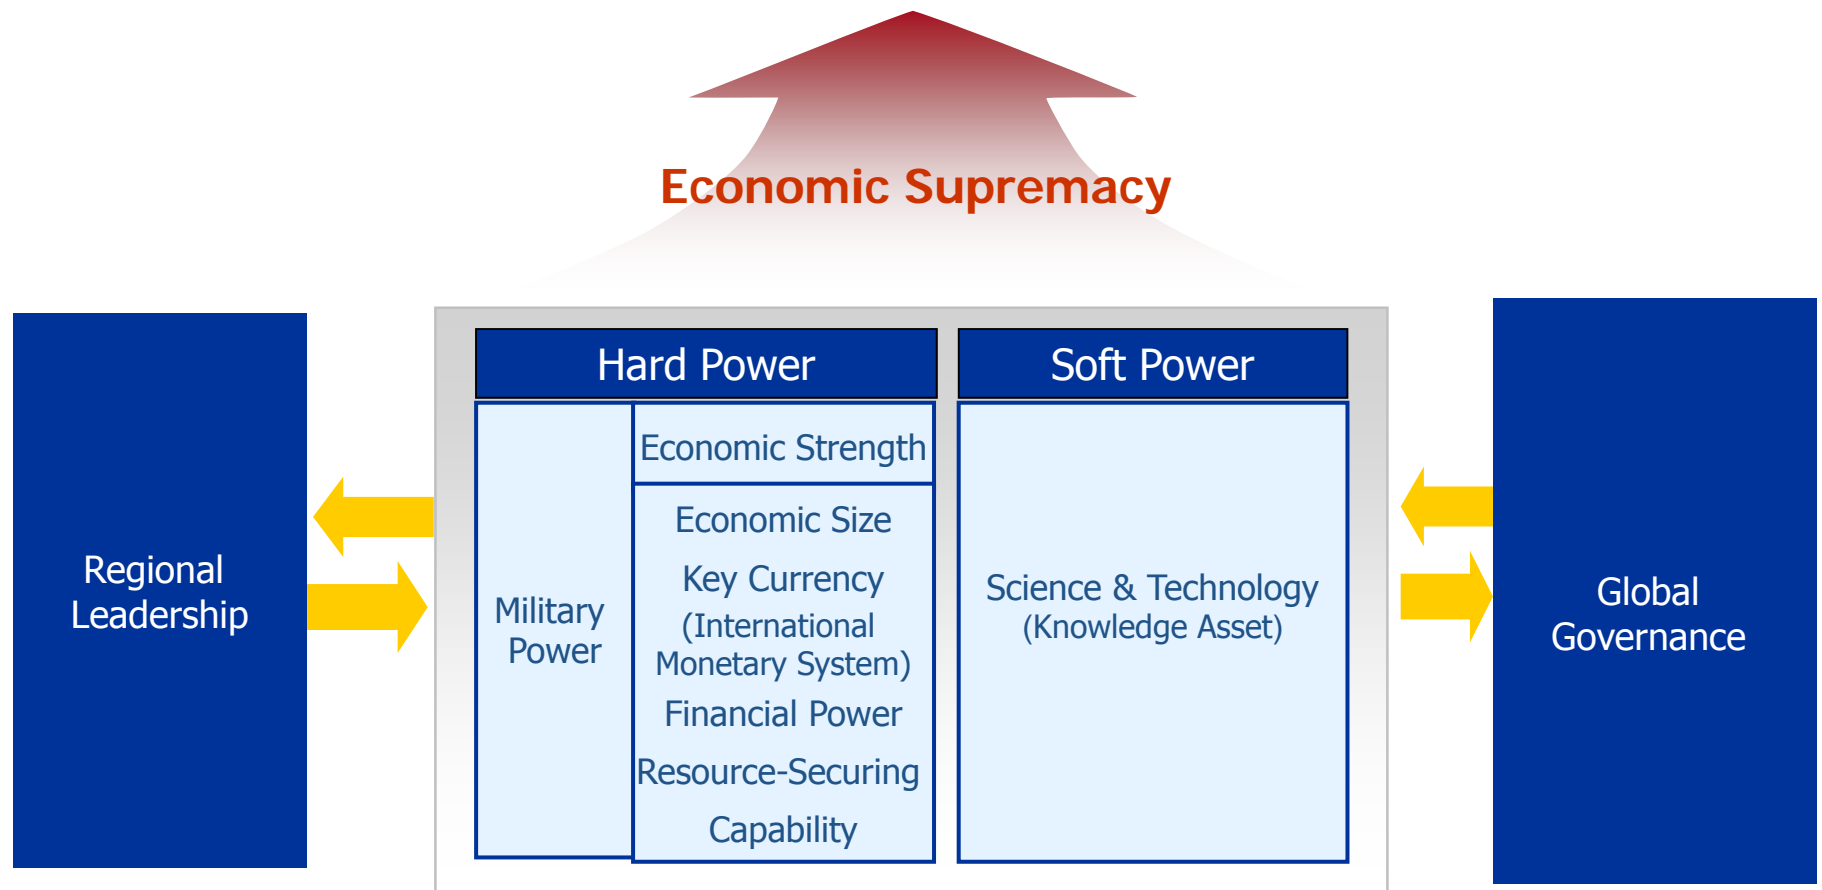 Economic Supremacy
Regional
Leadership
Hard Power
Military
Power
Economic Strength
Economic Size
Key Currency
(International
Monetary System)
Financial Power
Resource-Securing
Capability
Soft Power
Science & Technology
(Knowledge Asset)
Global
Governance